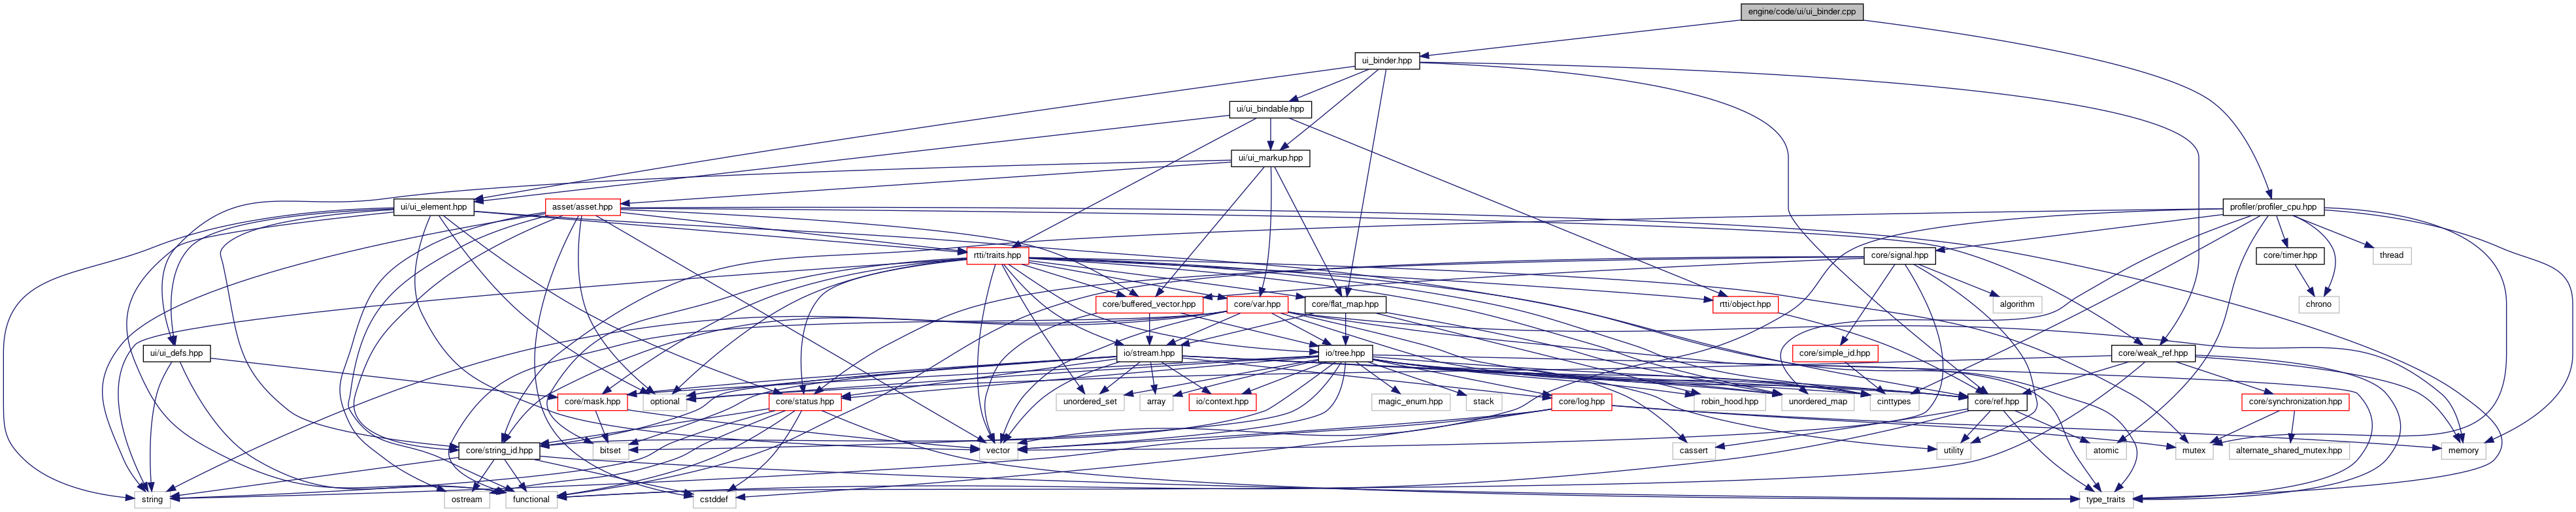 engine/code/ui/ui_binder.cpp
ui_binder.hpp
ui/ui_bindable.hpp
ui/ui_markup.hpp
ui/ui_element.hpp
asset/asset.hpp
profiler/profiler_cpu.hpp
rtti/traits.hpp
core/signal.hpp
core/timer.hpp
thread
core/buffered_vector.hpp
core/var.hpp
core/flat_map.hpp
rtti/object.hpp
algorithm
chrono
ui/ui_defs.hpp
io/stream.hpp
io/tree.hpp
core/simple_id.hpp
core/weak_ref.hpp
core/mask.hpp
optional
core/status.hpp
unordered_set
array
io/context.hpp
magic_enum.hpp
stack
core/log.hpp
robin_hood.hpp
unordered_map
cinttypes
core/ref.hpp
core/synchronization.hpp
core/string_id.hpp
bitset
vector
cassert
utility
atomic
mutex
alternate_shared_mutex.hpp
memory
string
ostream
functional
cstddef
type_traits